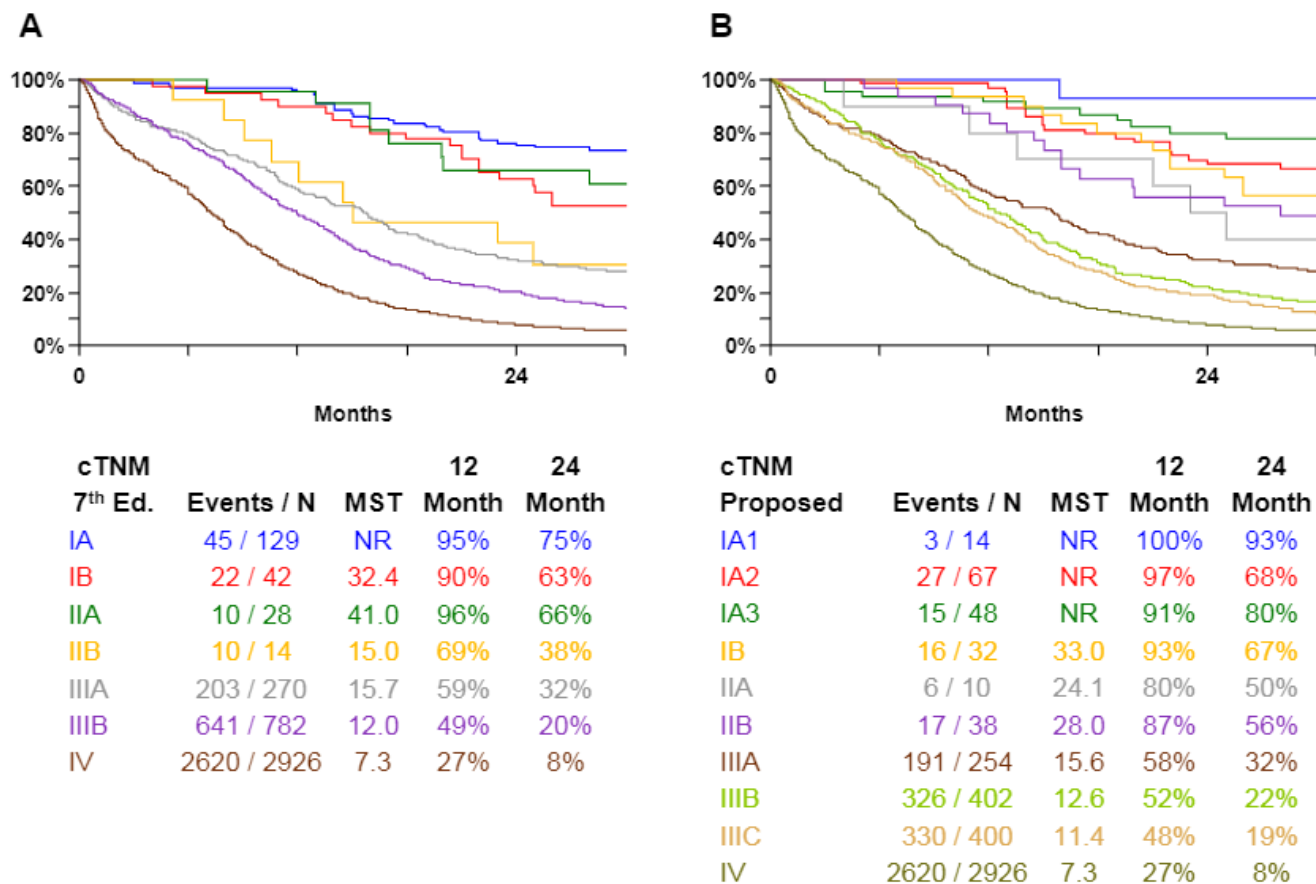 A
100%
80%
60%
40%
20%
0%
0
24
Months
cTNM 12 24
7th Ed. Events / N MST Month Month
IA 45 / 129 NR 95% 75%
IB 22 / 42 32.4 90% 63%
IIA 10 / 28 41.0 96% 66%
IIB 10 / 14 15.0 69% 38%
IIIA 203 / 270 15.7 59% 32%
IIIB 641 / 782 12.0 49% 20%
IV 2620 / 2926 7.3 27% 8%
B
100%
80%
60%
40%
20%
0%
0
24
Months
cTNM 12 24
Proposed Events / N MST Month Month
IA1 3 / 14 NR 100% 93%
IA2 27 / 67 NR 97% 68%
IA3 15 / 48 NR 91% 80%
IB 16 / 32 33.0 93% 67%
IIA 6 / 10 24.1 80% 50%
IIB 17 / 38 28.0 87% 56%
IIIA 191 / 254 15.6 58% 32%
IIIB 326 / 402 12.6 52% 22%
IIIC 330 / 400 11.4 48% 19%
IV 2620 / 2926 7.3 27% 8%